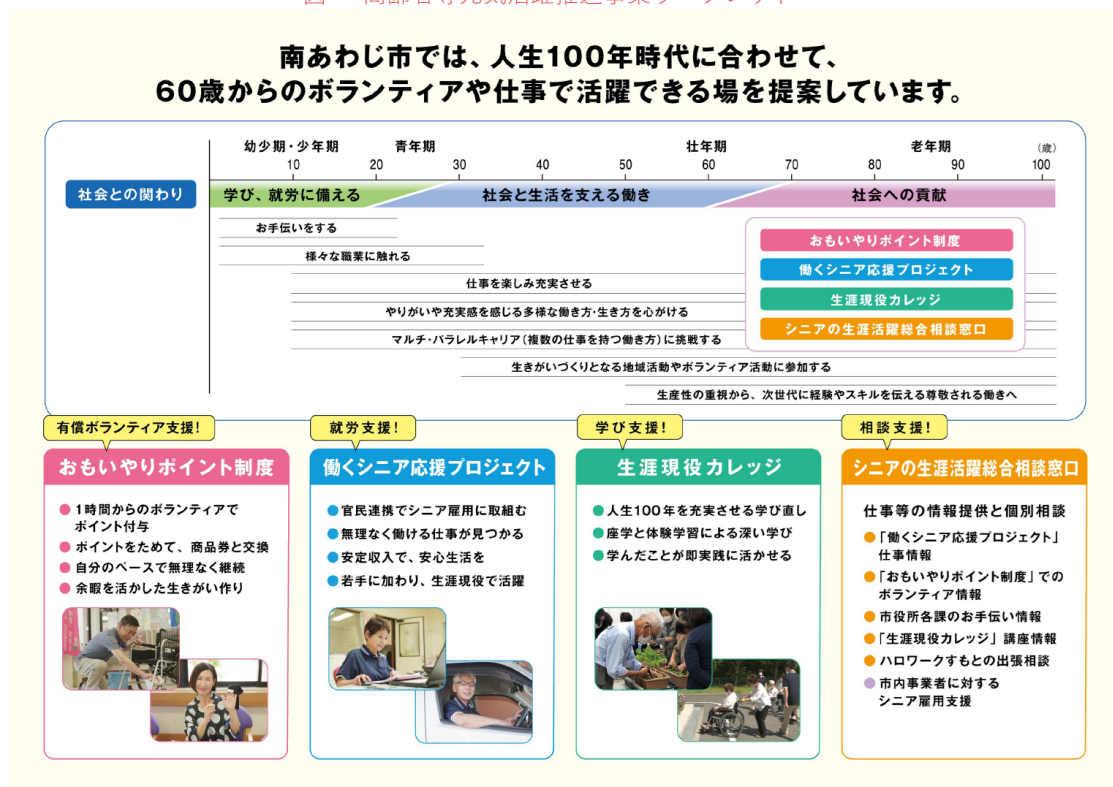 南あわじ市では、人生100年時代に合わせて、
60歳からのボランティアや仕事で活躍できる場を提案しています。
幼少期・少年期 青年期 壮年期 老年期 (歳)
10 20 30 40 50 60 70 80 90 100
社会との関わり 学び、就労に備える 社会と生活を支える働き 社会への貢献
お手伝いをする
様々な職業に触れる
仕事を楽しみ充実させる
やりがいや充実感を感じる多様な働き方・生き方を心がける
マルチ・パラレルキャリア(複数の仕事を持つ働き方)に挑戦する
生きがいづくりとなる地域活動やボランティア活動に参加する
生産性の重視から、次世代に経験やスキルを伝える尊敬される働きへ
おもいやりポイント制度
働くシニア応援プロジェクト
生涯現役カレッジ
シニアの生涯活躍総合相談窓口
有償ボランティア支援!
おもいやりポイント制度
● 1時間からのボランティアで
ポイント付与
● ポイントをためて、商品券と交換
● 自分のペースで無理なく継続
● 余暇を活かした生きがい作り
就労支援!
働くシニア応援プロジェクト
● 官民連携でシニア雇用に取組む
● 無理なく働ける仕事が見つかる
● 安定収入で、安心生活を
● 若手に加わり、生涯現役で活躍
学び支援!
生涯現役カレッジ
● 人生100年を充実させる学び直し
● 座学と体験学習による深い学び
● 学んだことが即実践に活かせる
相談支援!
シニアの生涯活躍総合相談窓口
仕事等の情報提供と個別相談
● 「働くシニア応援プロジェクト」
仕事情報
● 「おもいやりポイント制度」での
ボランティア情報
● 市役所各課のお手伝い情報
● 「生涯現役カレッジ」講座情報
● ハロワークすもとの出張相談
● 市内事業者に対する
シニア雇用支援